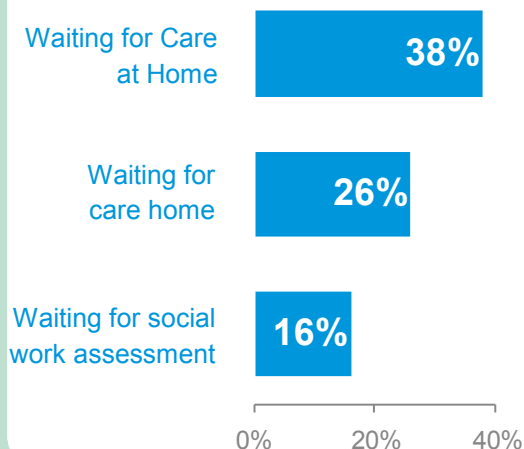 Waiting for Care
at Home
38%
Waiting for
care home
26%
Waiting for social
work assessment
16%
0% 20% 40%